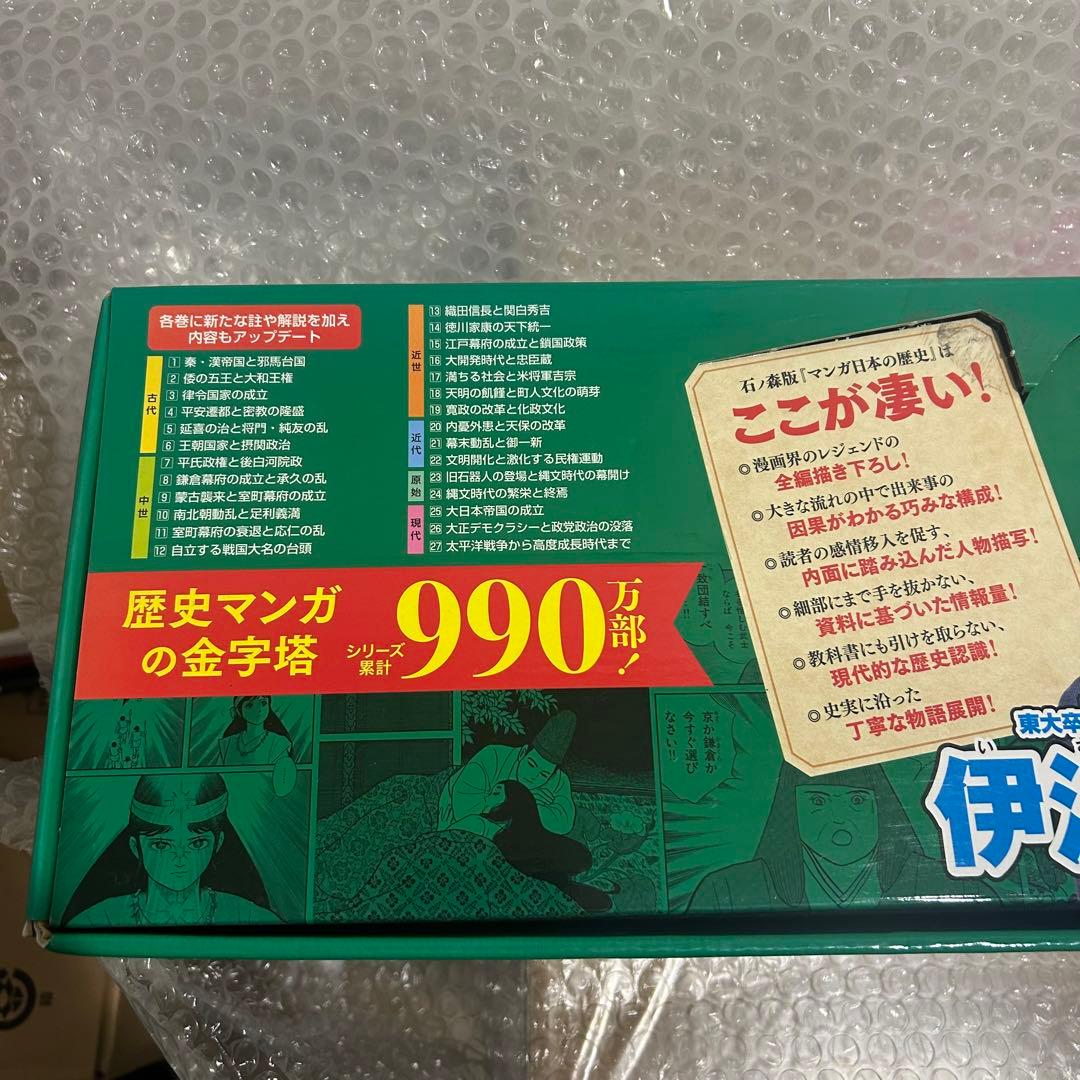 各巻に新たな註や解説を加え
内容もアップデート
古代
1 秦・漢帝国と邪馬台国
2 倭の五王と大和王権
3 律令国家の成立
4 平安遷都と密教の隆盛
5 延喜の治と将門・純友の乱
6 王朝国家と摂関政治
中世
7 平氏政権と後白河院政
8 鎌倉幕府の成立と承久の乱
9 蒙古襲来と室町幕府の成立
10 南北朝動乱と足利義満
11 室町幕府の衰退と応仁の乱
12 自立する戦国大名の台頭
近世
13 織田信長と関白秀吉
14 徳川家康の天下統一
15 江戸幕府の成立と鎖国政策
16 大開発時代と忠臣蔵
17 満ちる社会と米将軍吉宗
18 天明の飢饉と町人文化の萌芽
19 寛政の改革と化政文化
近代
20 内憂外患と天保の改革
21 幕末動乱と御一新
22 文明開化と激化する民権運動
原始
23 旧石器人の登場と縄文時代の幕開け
24 縄文時代の繁栄と終焉
現代
25 大日本帝国の成立
26 大正デモクラシーと政党政治の没落
27 太平洋戦争から高度成長時代まで
歴史マンガ
の金字塔
シリーズ
累計
990万部!
石ノ森版『マンガ日本の歴史』は
ここが凄い!
◎漫画界のレジェンドの
全編描き下ろし!
◎大きな流れの中で出来事の
因果がわかる巧みな構成!
◎読者の感情移入を促す、
内面に踏み込んだ人物描写!
◎細部にまで手を抜かない、
資料に基づいた情報量!
◎教科書にも引けを取らない、
現代的な歴史認識!
◎史実に沿った
丁寧な物語展開!
京か鎌倉か
今すぐ選び
なさい!!
東大卒
い
伊